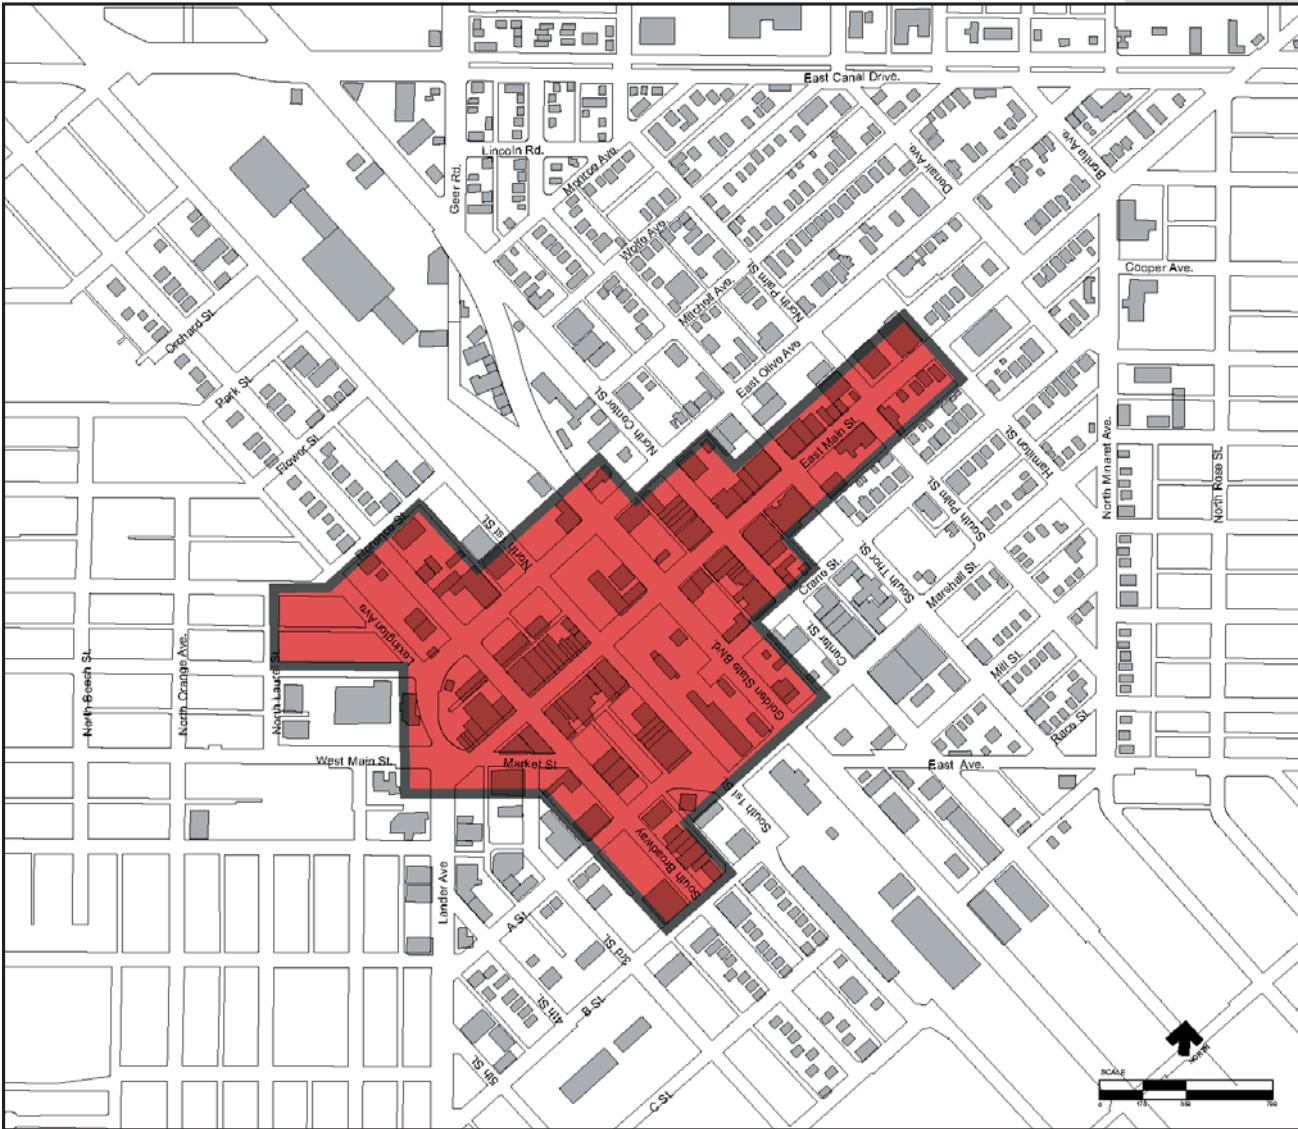 East Canal Drive.
Lincoln Rd.
Monroe Ave.
Bonita Ave.
Geer Rd.
Donair Ave.
Wolfe Ave.
Cooper Ave.
North Palm St.
Mitchell Ave.
Orchard St.
East Olive Ave
Park St.
North Center St.
East Main St.
Hamilton St.
North Minaret Ave.
North Rose St.
Flower St.
South Palm St.
Florence St.
North
1st St.
Crane St.
South Thor St.
Marshall St.
Lexington Ave.
Center St.
Golden State Blvd.
Mill St.
North Beech St.
North Orange Ave.
North Laurel St.
Race St.
West Main St.
Market St
East Ave.
South 1st St.
South Broadway
Lander Ave
A St.
3rd St.
4th St.
B St.
5th St.
C St.
NORTH
SCALE
0